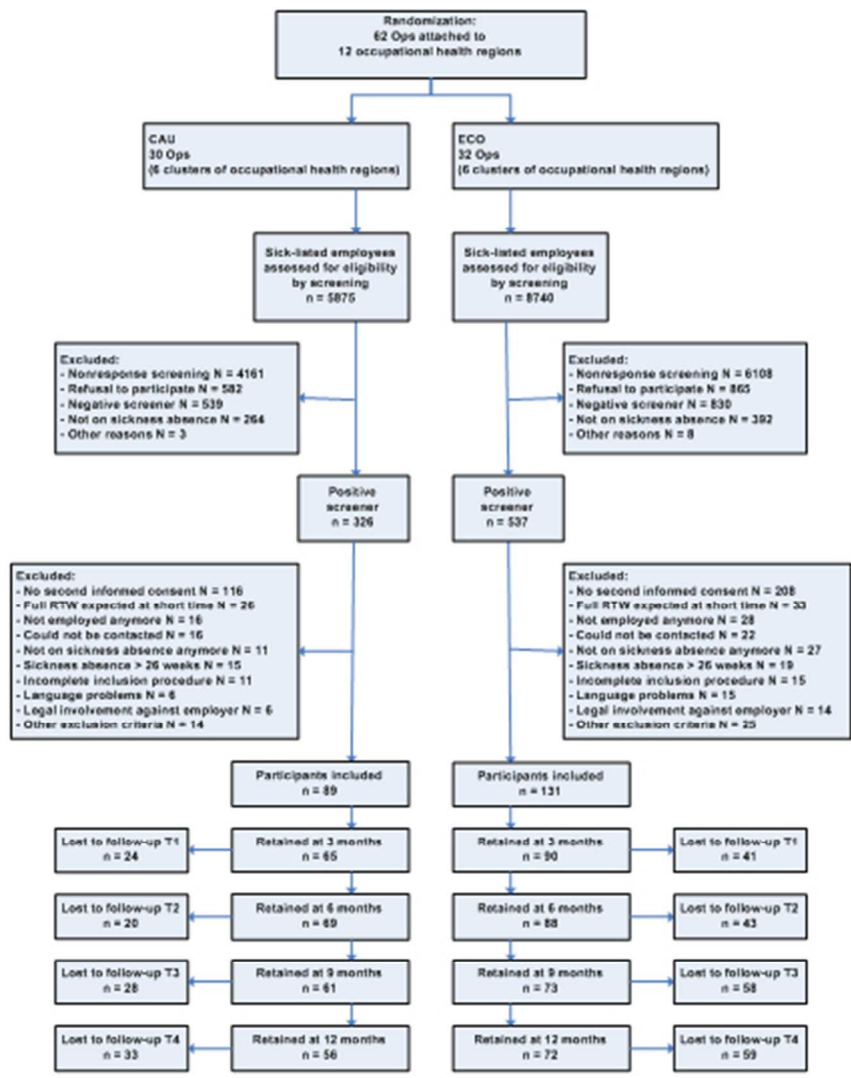 Randomization:
62 Ops attached to
12 occupational health regions
CAU
30 Ops
(6 clusters of occupational health regions)
ECO
32 Ops
(6 clusters of occupational health regions)
Sick-listed employees
assessed for eligibility
by screening
n = 5875
Sick-listed employees
assessed for eligibility
by screening
n = 8740
Excluded:
- Nonresponse screening N = 4161
- Refusal to participate N = 582
- Negative screener N = 539
- Not on sickness absence N = 264
- Other reasons N = 3
Excluded:
- Nonresponse screening N = 6108
- Refusal to participate N = 865
- Negative screener N = 830
- Not on sickness absence N = 392
- Other reasons N = 8
Positive
screener
n = 326
Positive
screener
n = 537
Excluded:
- No second informed consent N = 116
- Full RTW expected at short time N = 26
- Not employed anymore N = 16
- Could not be contacted N = 16
- Not on sickness absence anymore N = 11
- Sickness absence > 26 weeks N = 15
- Incomplete inclusion procedure N = 11
- Language problems N = 6
- Legal involvement against employer N = 6
- Other exclusion criteria N = 14
Excluded:
- No second informed consent N = 208
- Full RTW expected at short time N = 33
- Not employed anymore N = 28
- Could not be contacted N = 22
- Not on sickness absence anymore N = 27
- Sickness absence > 26 weeks N = 19
- Incomplete inclusion procedure N = 15
- Language problems N = 15
- Legal involvement against employer N = 14
- Other exclusion criteria N = 25
Participants included
n = 89
Participants included
n = 131
Lost to follow-up T1
n = 24
Retained at 3 months
n = 65
Retained at 3 months
n = 90
Lost to follow-up T1
n = 41
Lost to follow-up T2
n = 20
Retained at 6 months
n = 69
Retained at 6 months
n = 88
Lost to follow-up T2
n = 43
Lost to follow-up T3
n = 28
Retained at 9 months
n = 61
Retained at 9 months
n = 73
Lost to follow-up T3
n = 58
Lost to follow-up T4
n = 33
Retained at 12 months
n = 56
Retained at 12 months
n = 72
Lost to follow-up T4
n = 59